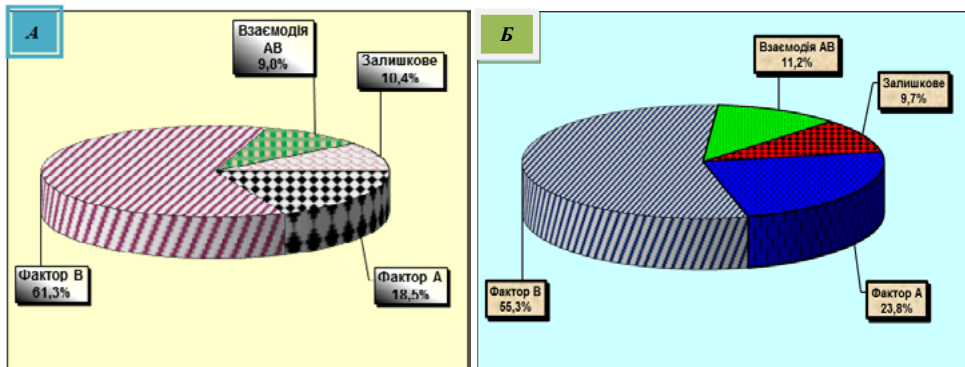 А
Взаємодія
АВ
9,8%
Залишкове
10,4%
Фактор В
61,3%
Фактор А
18,5%
Б
Взаємодія АВ
11,2%
Залишкове
9,7%
Фактор В
55,3%
Фактор А
23,8%